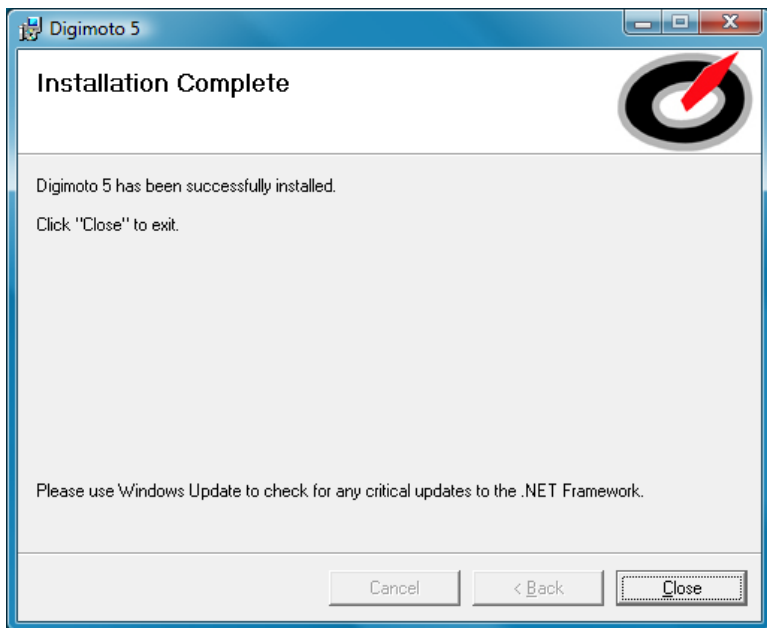 Digimoto 5
Installation Complete
Digimoto 5 has been successfully installed.
Click "Close" to exit.
Please use Windows Update to check for any critical updates to the .NET Framework.
Cancel
< Back
Close